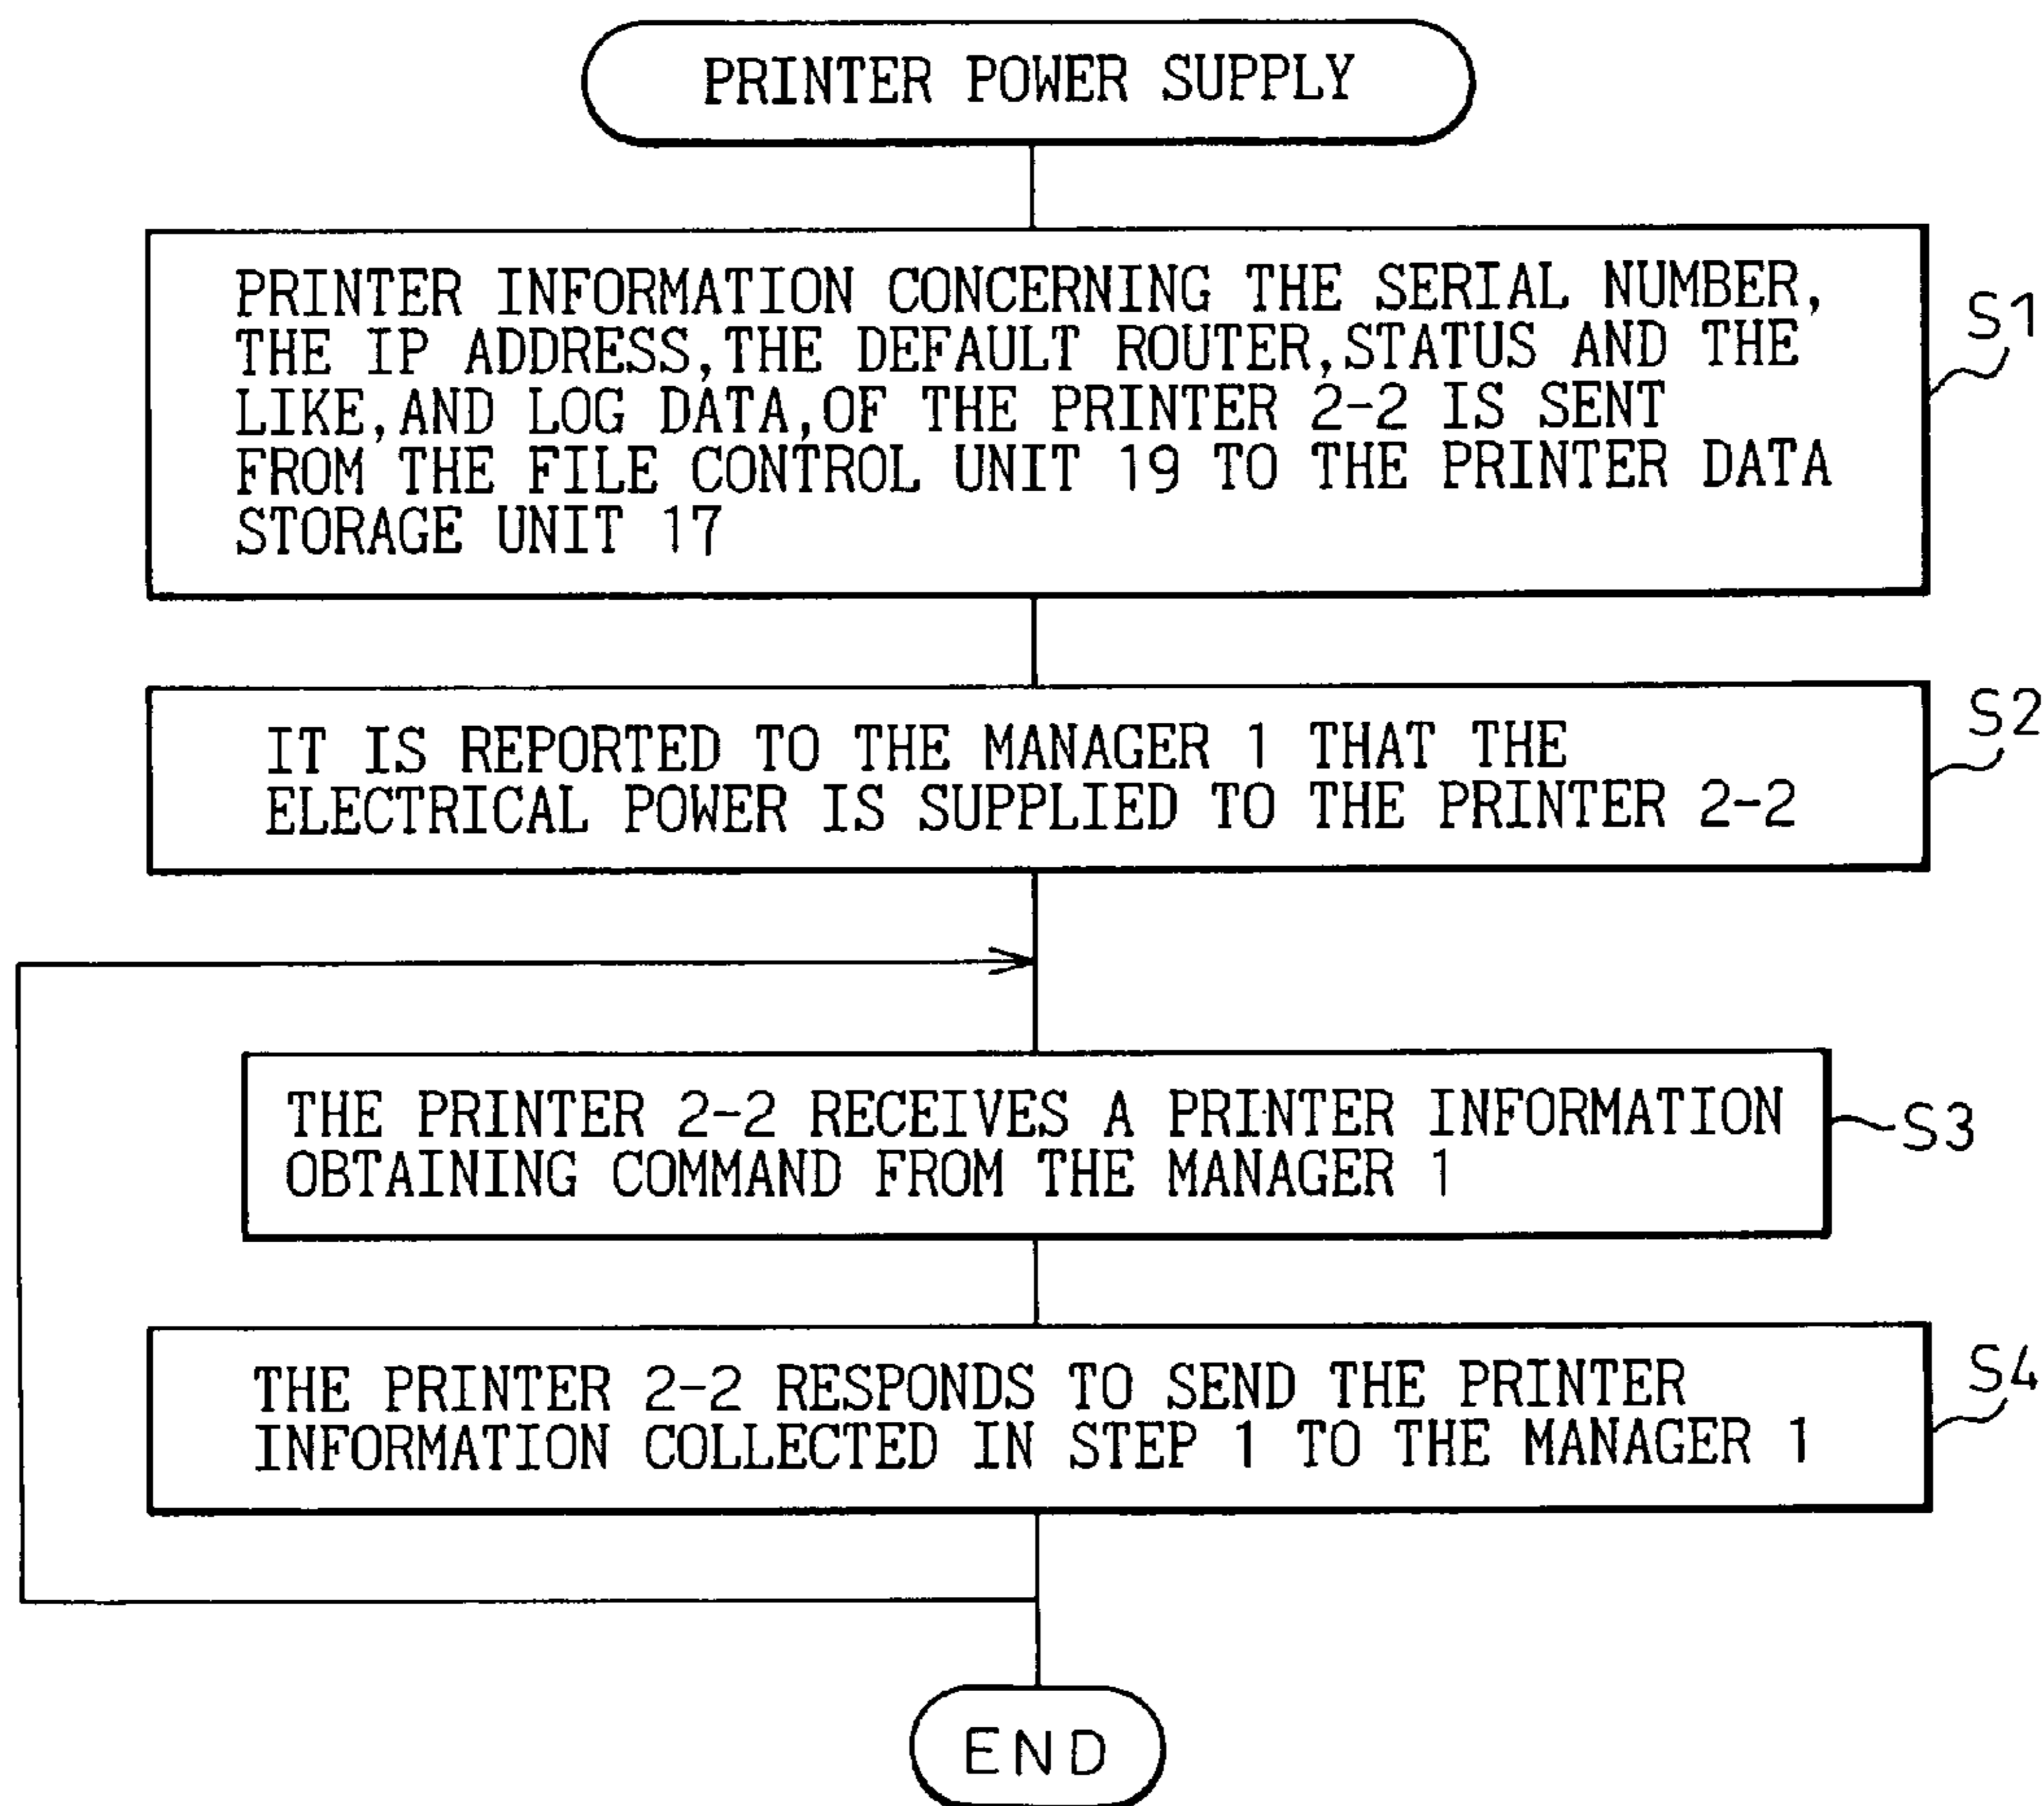 PRINTER POWER SUPPLY
PRINTER INFORMATION CONCERNING THE SERIAL NUMBER,
THE IP ADDRESS,THE DEFAULT ROUTER,STATUS AND THE
LIKE,AND LOG DATA,OF THE PRINTER 2-2 IS SENT
FROM THE FILE CONTROL UNIT 19 TO THE PRINTER DATA
STORAGE UNIT 17
S1
IT IS REPORTED TO THE MANAGER 1 THAT THE
ELECTRICAL POWER IS SUPPLIED TO THE PRINTER 2-2
S2
THE PRINTER 2-2 RECEIVES A PRINTER INFORMATION
OBTAINING COMMAND FROM THE MANAGER 1
S3
THE PRINTER 2-2 RESPONDS TO SEND THE PRINTER
INFORMATION COLLECTED IN STEP 1 TO THE MANAGER 1
S4
END